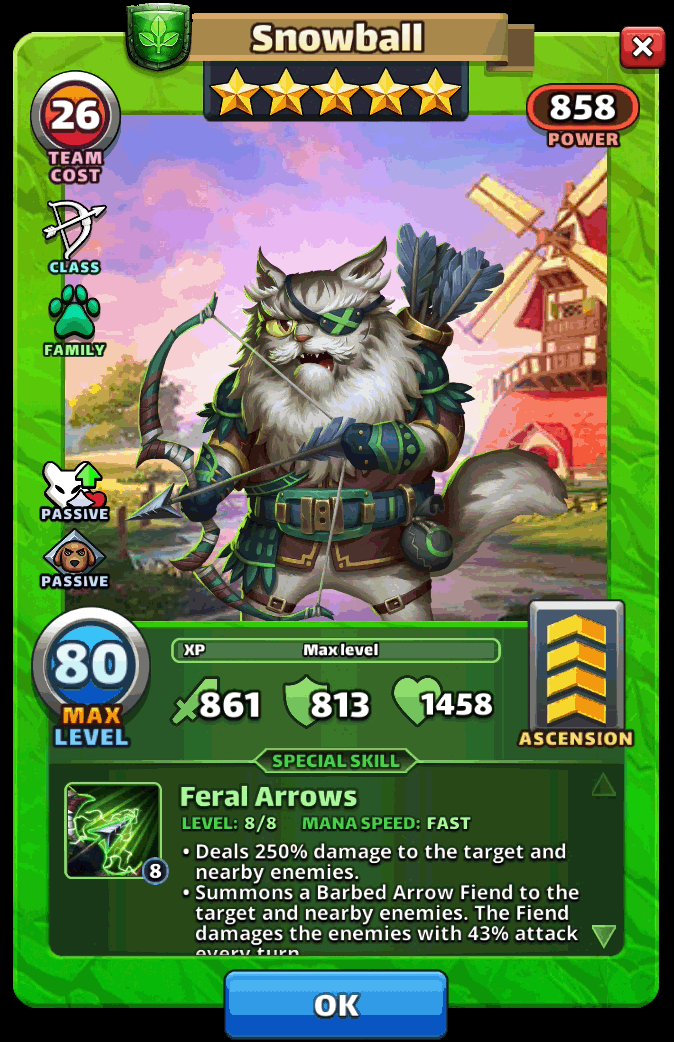 Snowball
26
TEAM
COST
858
POWER
CLASS
FAMILY
PASSIVE
PASSIVE
80
MAX
LEVEL
XP Max level
861 813 1458
ASCENSION
SPECIAL SKILL
Feral Arrows
LEVEL: 8/8 MANA SPEED: FAST
8
• Deals 250% damage to the target and
nearby enemies.
• Summons a Barbed Arrow Fiend to the
target and nearby enemies. The Fiend
damages the enemies with 43% attack
every turn
OK